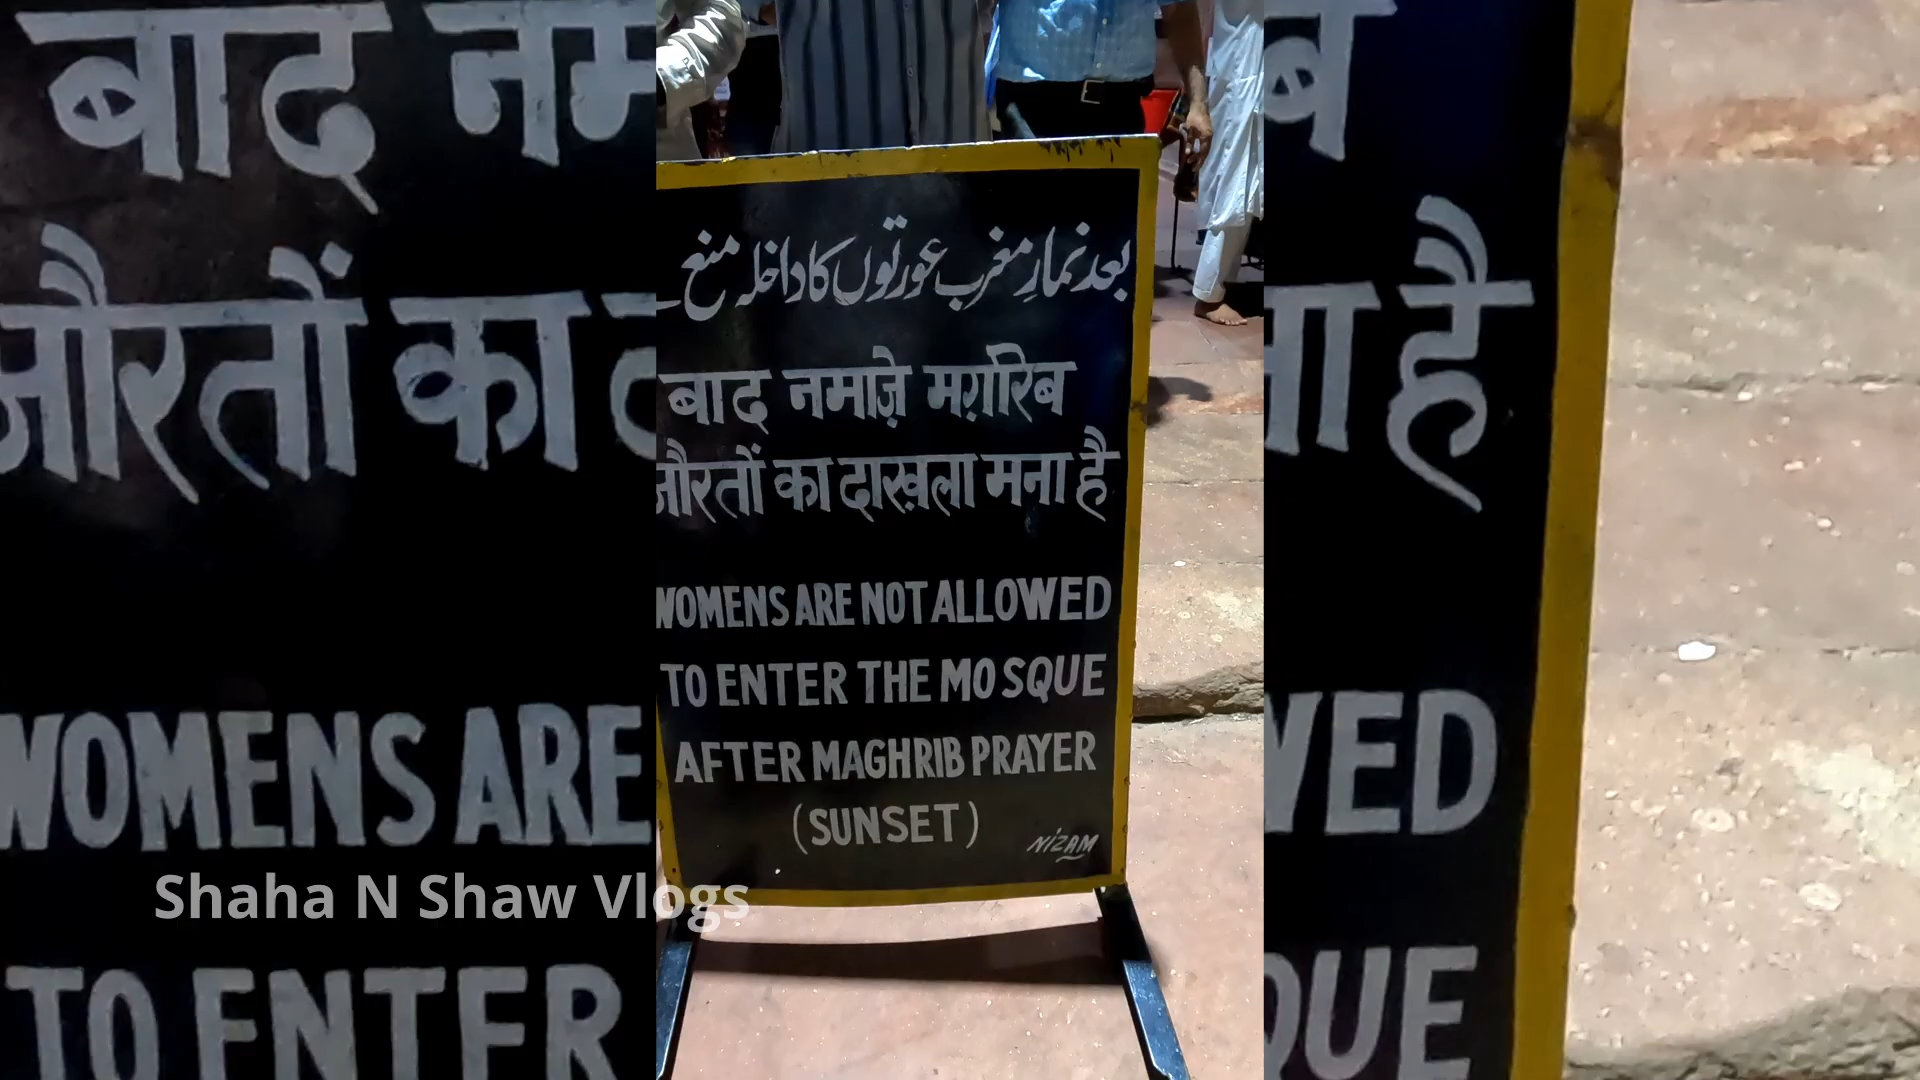 بعد نماز مغرب عورتوں کا داخلہ منع
बाद नमाज़े मग़रिब
औरतों का दाख़ला मना है
WOMENS ARE NOT ALLOWED
TO ENTER THE MOSQUE
AFTER MAGHRIB PRAYER
(SUNSET)
NIZAM
Shaha N Shaw Vlogs